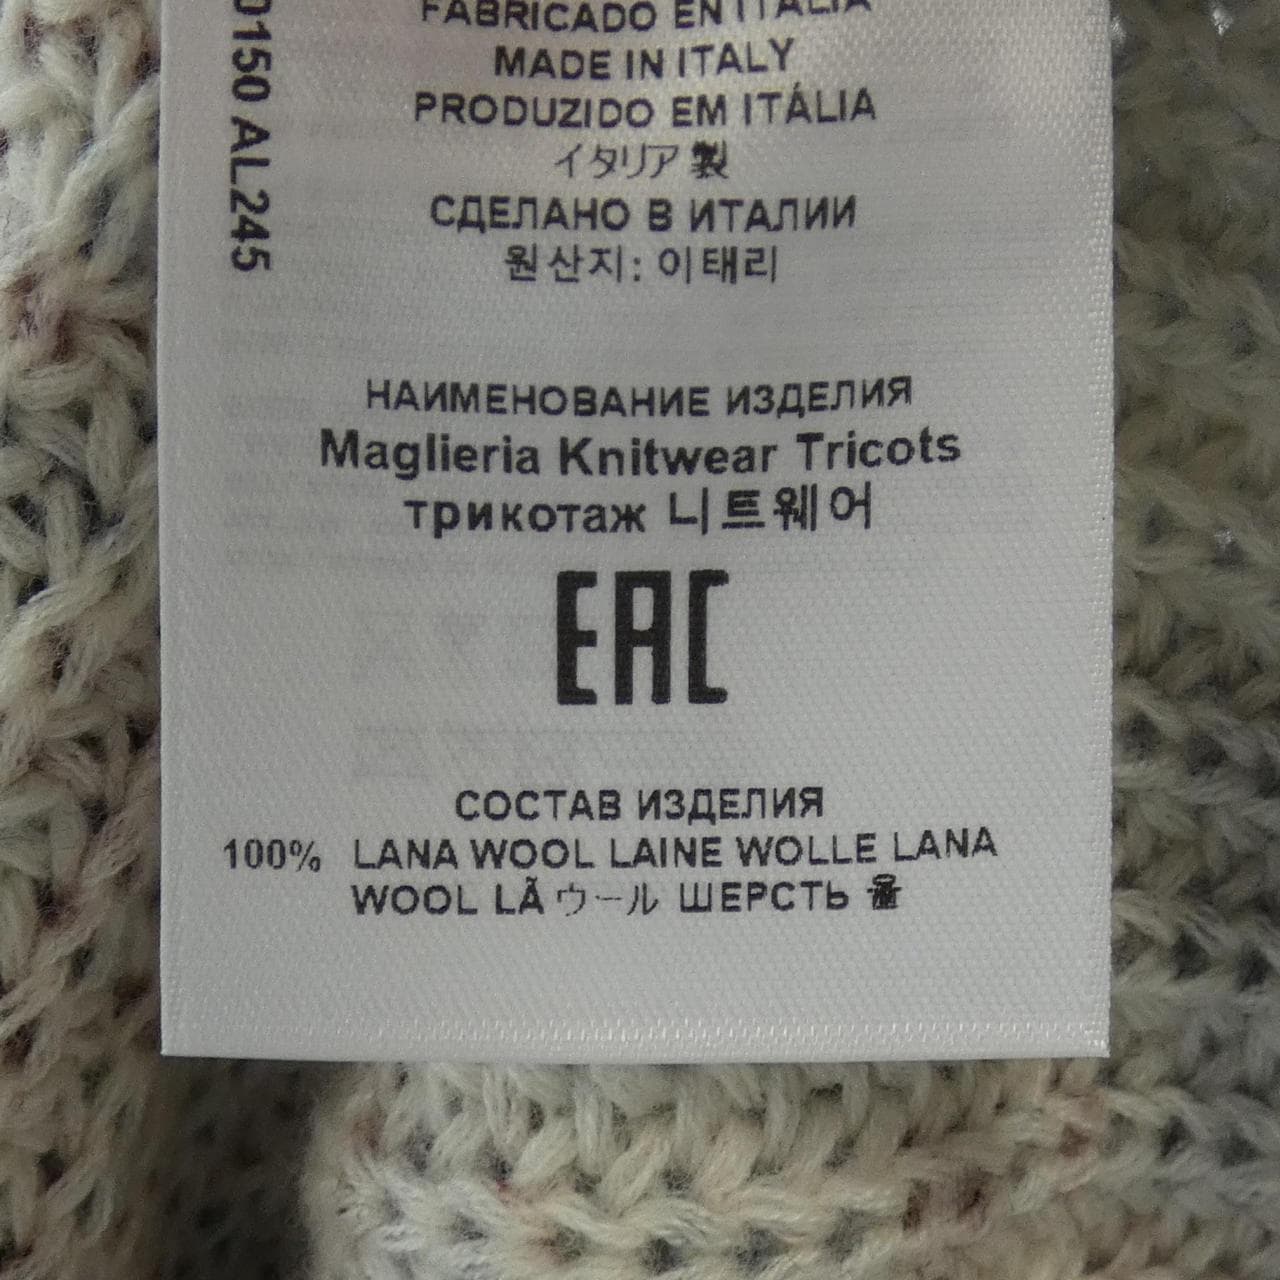 0150 AL245
FABRICADO EN ITALIA
MADE IN ITALY
PRODUZIDO EM ITÁLIA
イタリア製
СДЕЛАНО В ИТАЛИИ
원산지: 이태리
НАИМЕНОВАНИЕ ИЗДЕЛИЯ
Maglieria Knitwear Tricots
трикотаж 니트웨어
EAC
СОСТАВ ИЗДЕЛИЯ
100% LANA WOOL LAINE WOLLE LANA
WOOL LÃ ウール ШЕРСТЬ 울